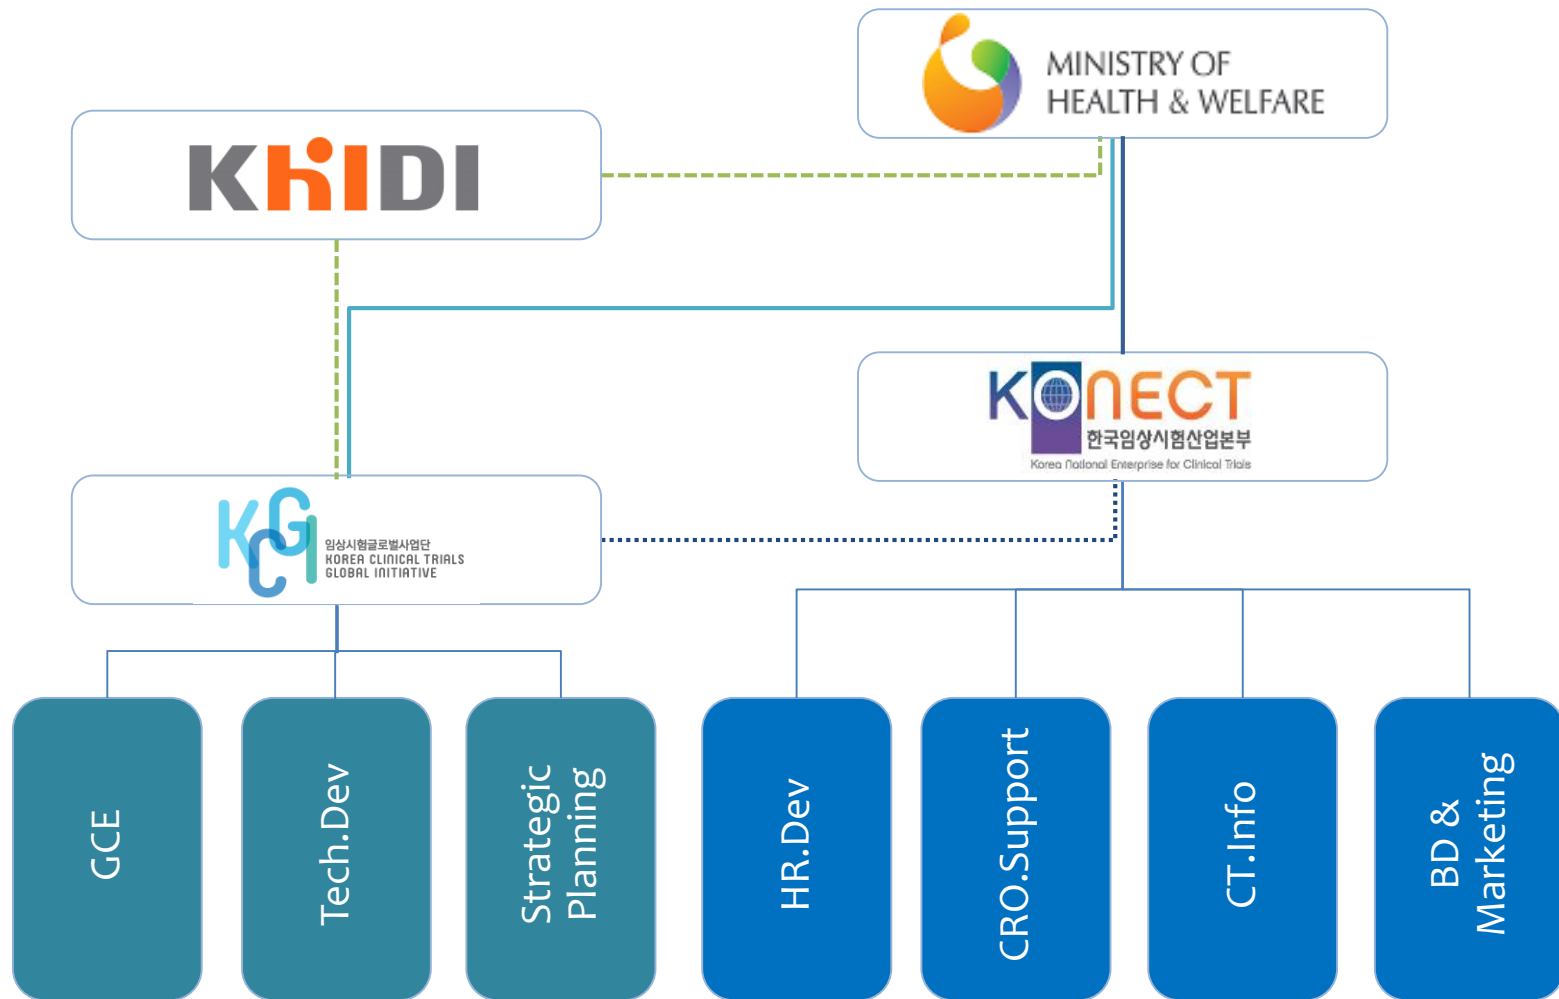 MINISTRY OF
HEALTH & WELFARE
KhIDI
KONECT
한국임상시험산업본부
Korea National Enterprise for Clinical Trials
KCGI
임상시험글로벌사업단
KOREA CLINICAL TRIALS
GLOBAL INITIATIVE
GCE
Tech.Dev
Strategic
Planning
HR.Dev
CRO.Support
CT.Info
BD &
Marketing